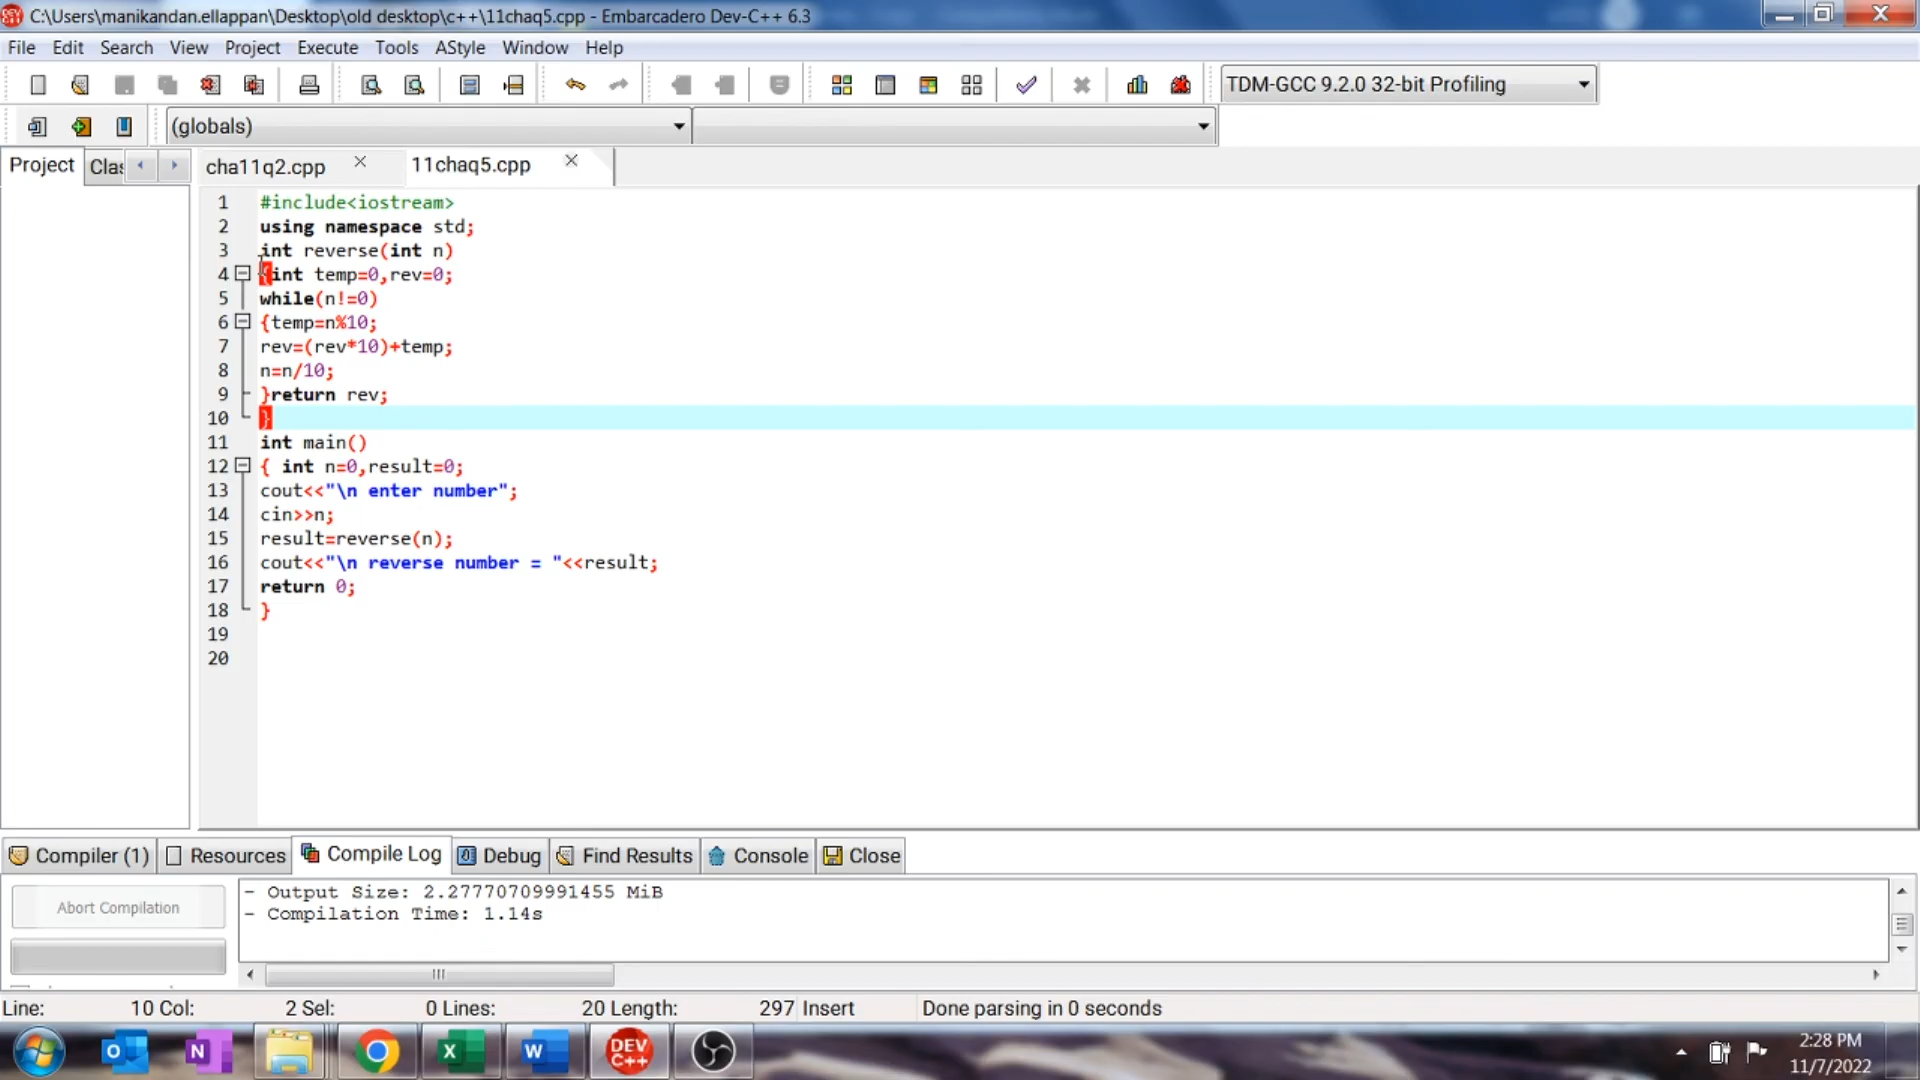 C:\Users\manikandan.ellappan\Desktop\old desktop\c++\11chaq5.cpp - Embarcadero Dev-C++ 6.3
File Edit Search View Project Execute Tools AStyle Window Help
TDM-GCC 9.2.0 32-bit Profiling
(globals)
Project Clas cha11q2.cpp 11chaq5.cpp
1 #include<iostream>
2 using namespace std;
3 int reverse(int n)
4 {int temp=0,rev=0;
5 while(n!=0)
6 {temp=n%10;
7 rev=(rev*10)+temp;
8 n=n/10;
9 }return rev;
10 }
11 int main()
12 { int n=0,result=0;
13 cout<<"\n enter number";
14 cin>>n;
15 result=reverse(n);
16 cout<<"\n reverse number = "<<result;
17 return 0;
18 }
19
20
Compiler (1) Resources Compile Log Debug Find Results Console Close
Abort Compilation
- Output Size: 2.27770709991455 MiB
- Compilation Time: 1.14s
Line: 10 Col: 2 Sel: 0 Lines: 20 Length: 297 Insert Done parsing in 0 seconds
DEV C++
2:28 PM
11/7/2022